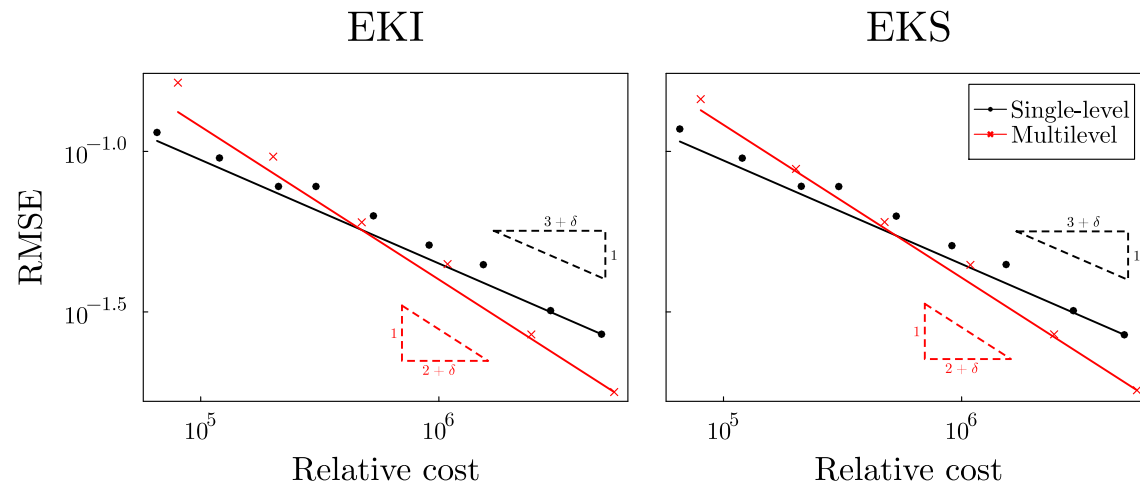 EKI
EKS
RMSE
10^{-1.0}
10^{-1.5}
3 + δ
1
1
2 + δ
10^5
10^6
Relative cost
Single-level
Multilevel
3 + δ
1
1
2 + δ
10^5
10^6
Relative cost